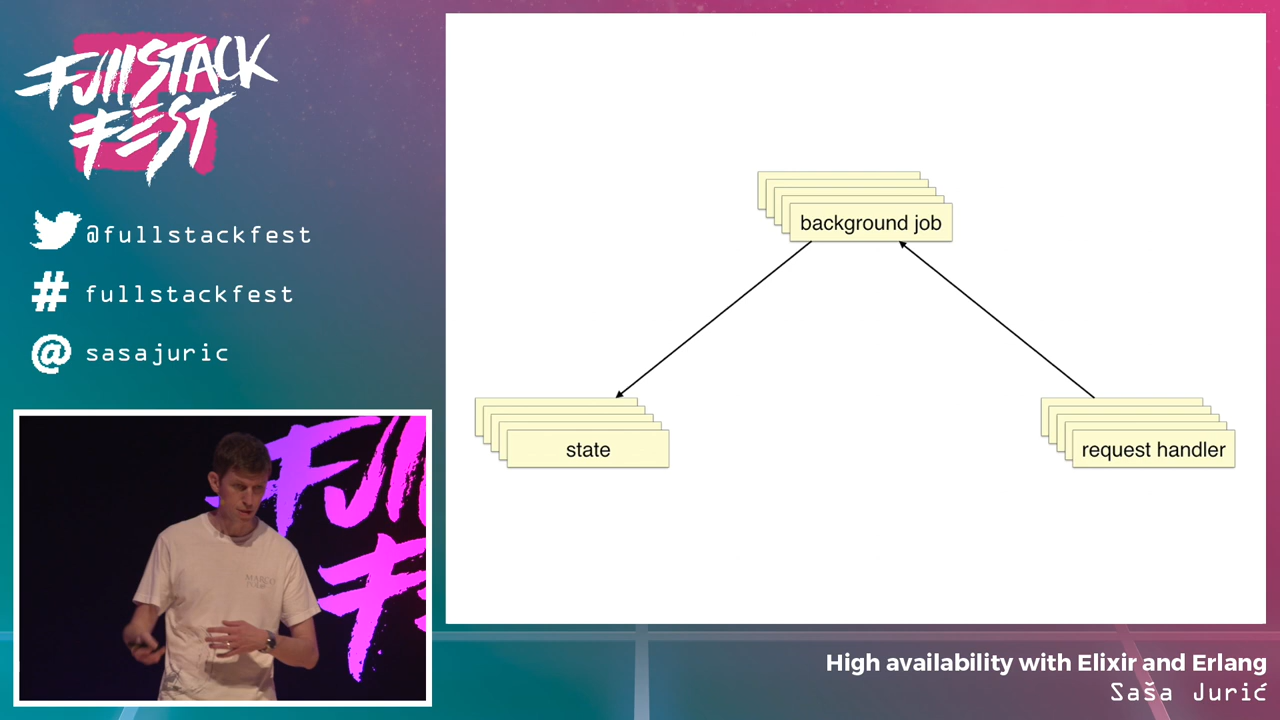 FullSTACK
FEST
@fullstackfest
# fullstackfest
@ sasajuric
background job
state
request handler
High availability with Elixir and Erlang
Saša Jurić